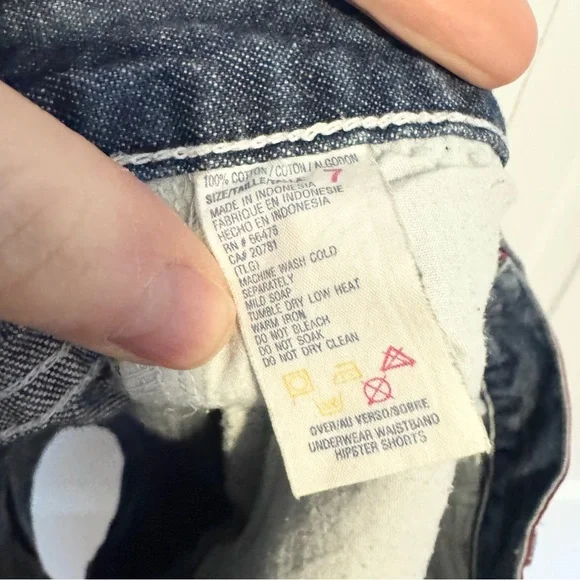 100% COTTON / COTON / ALGODON
SIZE/TAILLE/TALLA: 7
MADE IN INDONESIA
FABRIQUE EN INDONESIE
HECHO EN INDONESIA
RN # 66475
CA# 20781
(TLG)
MACHINE WASH COLD
SEPARATELY
MILD SOAP
TUMBLE DRY LOW HEAT
WARM IRON
DO NOT BLEACH
DO NOT SOAK
DO NOT DRY CLEAN
OVER/AU VERSO/SOBRE
UNDERWEAR WAISTBAND
HIPSTER SHORTS